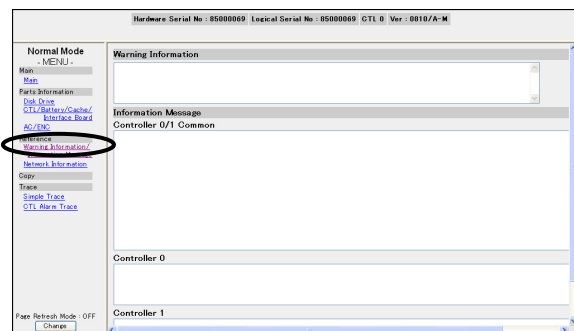 Hardware Serial No : 85000069 Logical Serial No : 85000069 CTL 0 Ver : 0810/A-M
Normal Mode
- MENU -
Main
Main
Parts Information
Disk Drive
CTL/Battery/Cache/
Interface Board
AC/ENC
Reference
Warning Information/
Network Information
Copy
Trace
Simple Trace
CTL Alarm Trace
Page Refresh Mode : OFF
Change
Warning Information
Information Message
Controller 0/1 Common
Controller 0
Controller 1